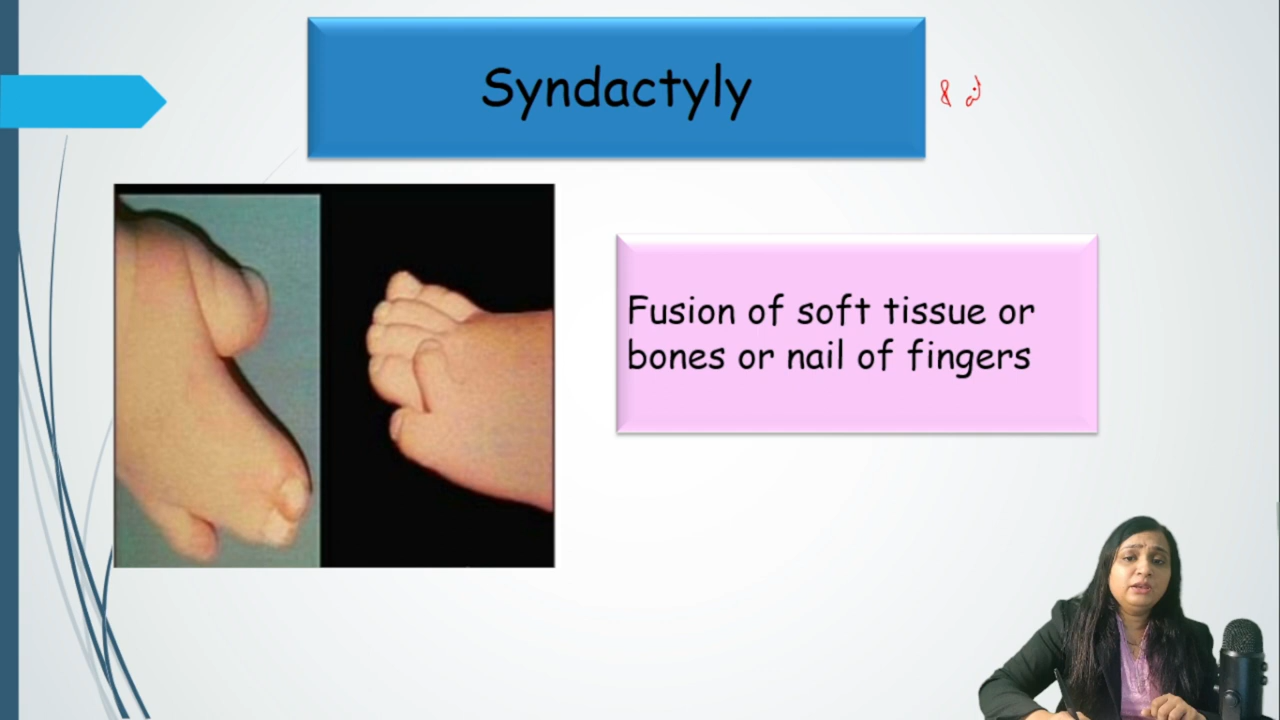 Syndactyly
Fusion of soft tissue or
bones or nail of fingers